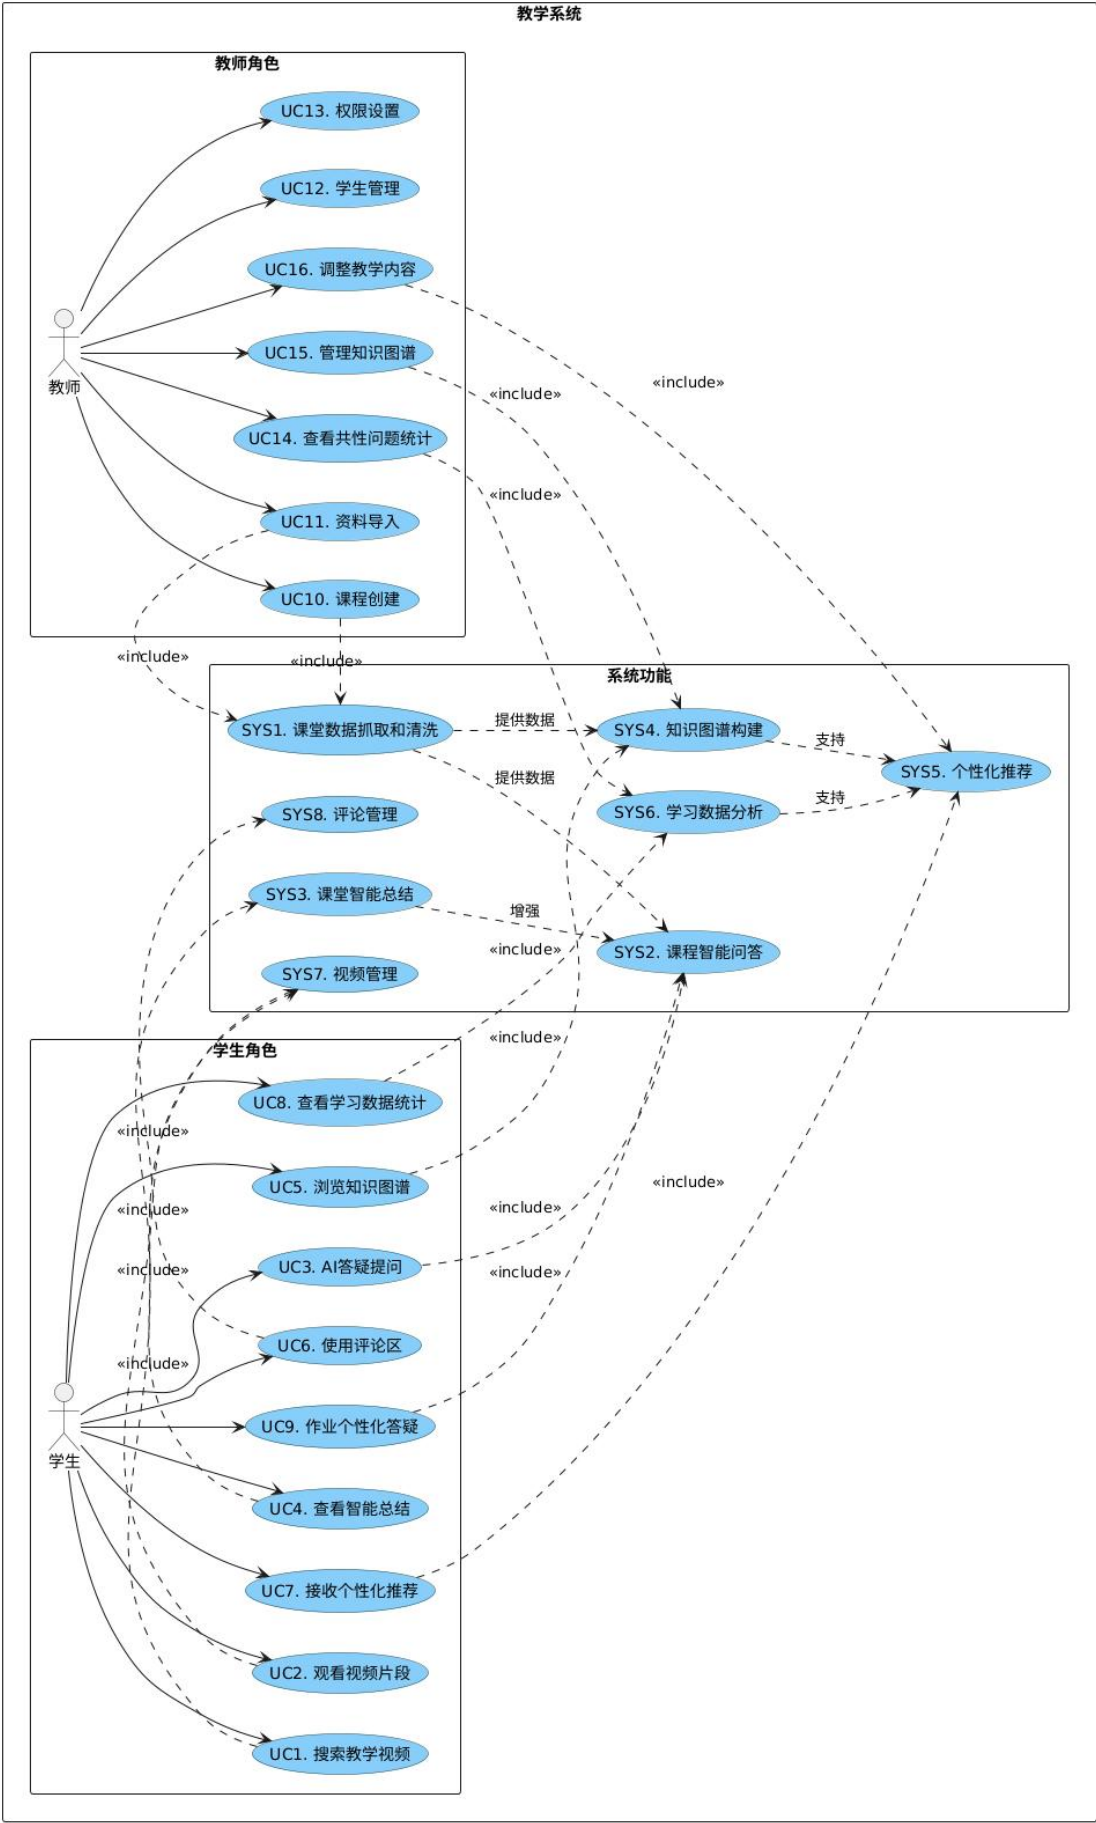 教学系统
教师角色
UC13. 权限设置
UC12. 学生管理
UC16. 调整教学内容
UC15. 管理知识图谱
教师
«include»
«include»
UC14. 查看共性问题统计
«include»
UC11. 资料导入
UC10. 课程创建
«include»
«include»
系统功能
SYS1. 课堂数据抓取和清洗
提供数据
SYS4. 知识图谱构建
支持
SYS5. 个性化推荐
提供数据
SYS8. 评论管理
SYS6. 学习数据分析
支持
SYS3. 课堂智能总结
增强
SYS2. 课程智能问答
«include»
SYS7. 视频管理
学生角色
«include»
UC8. 查看学习数据统计
«include»
UC5. 浏览知识图谱
«include»
«include»
«include»
UC3. AI答疑提问
«include»
«include»
UC6. 使用评论区
«include»
UC9. 作业个性化答疑
学生
UC4. 查看智能总结
UC7. 接收个性化推荐
UC2. 观看视频片段
UC1. 搜索教学视频